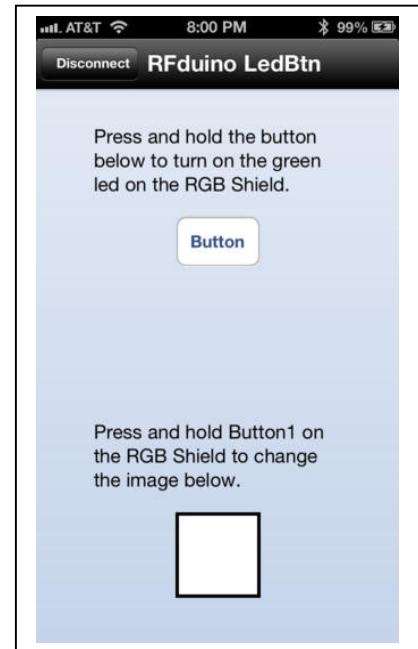 AT&T 8:00 PM 99%
Disconnect RFduino LedBtn
Press and hold the button
below to turn on the green
led on the RGB Shield.
Button
Press and hold Button1 on
the RGB Shield to change
the image below.